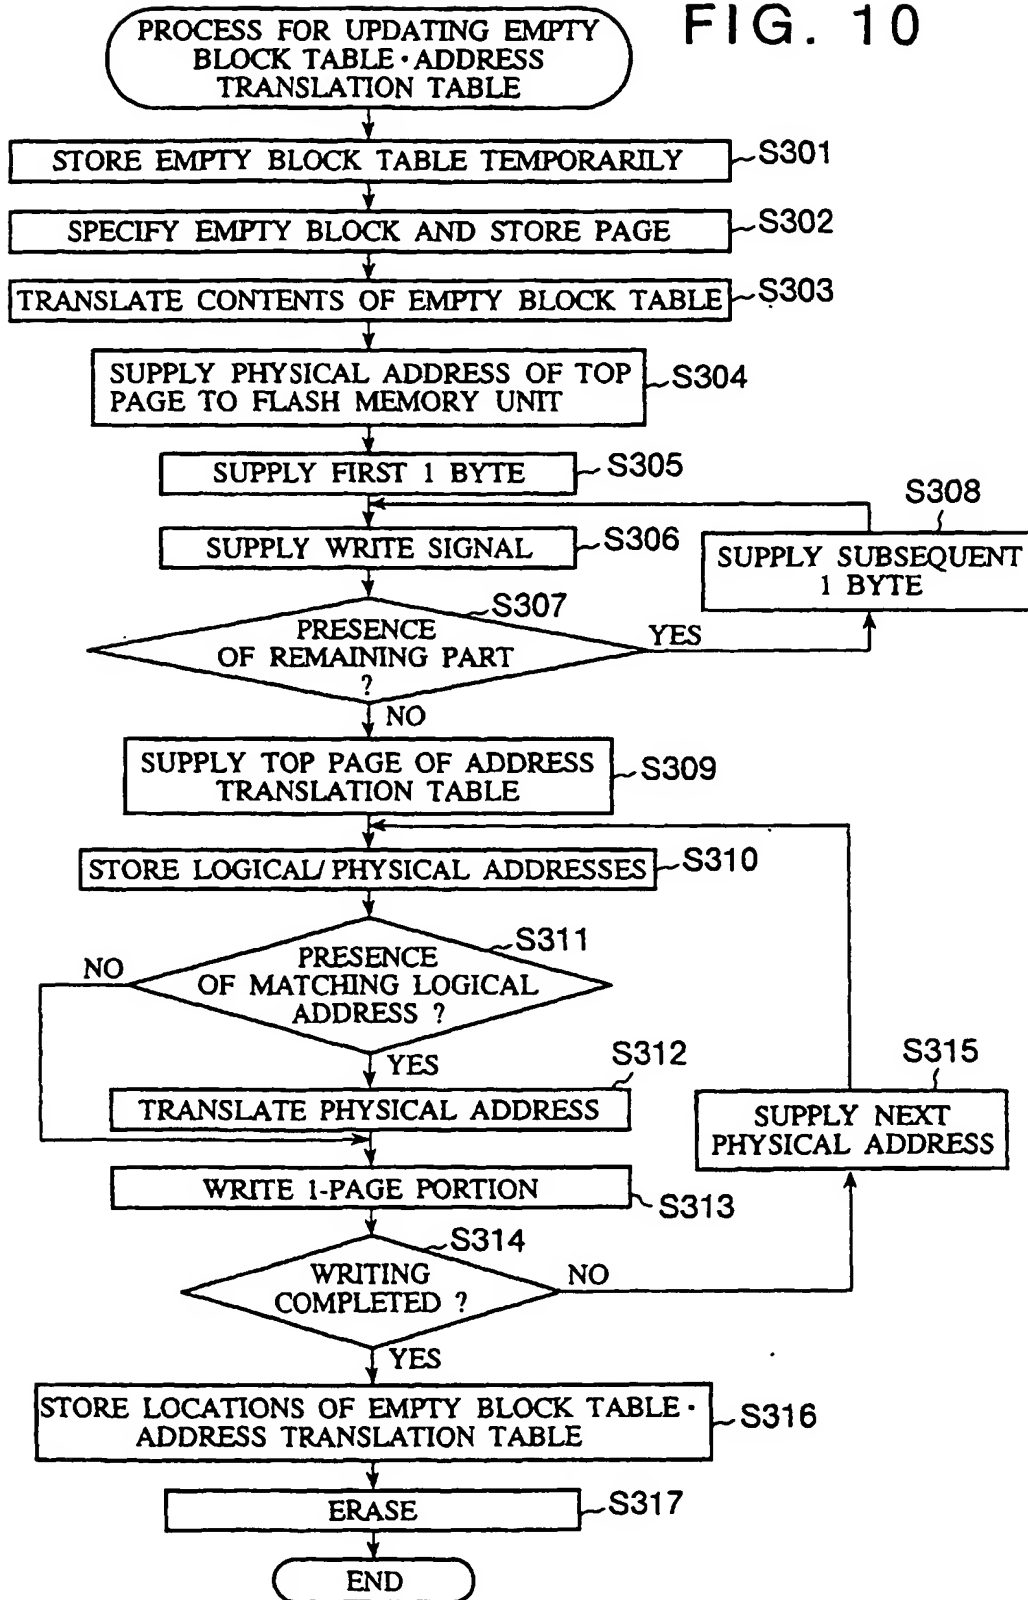 FIG. 10
PROCESS FOR UPDATING EMPTY
BLOCK TABLE·ADDRESS
TRANSLATION TABLE
STORE EMPTY BLOCK TABLE TEMPORARILY
S301
SPECIFY EMPTY BLOCK AND STORE PAGE
S302
TRANSLATE CONTENTS OF EMPTY BLOCK TABLE
S303
SUPPLY PHYSICAL ADDRESS OF TOP
PAGE TO FLASH MEMORY UNIT
S304
SUPPLY FIRST 1 BYTE
S305
SUPPLY WRITE SIGNAL
S306
S308
SUPPLY SUBSEQUENT
1 BYTE
S307
PRESENCE
OF REMAINING PART
?
YES
NO
SUPPLY TOP PAGE OF ADDRESS
TRANSLATION TABLE
S309
STORE LOGICAL/PHYSICAL ADDRESSES
S310
S311
PRESENCE
OF MATCHING LOGICAL
ADDRESS ?
NO
YES
S312
TRANSLATE PHYSICAL ADDRESS
S315
SUPPLY NEXT
PHYSICAL ADDRESS
WRITE 1-PAGE PORTION
S313
S314
WRITING
COMPLETED ?
NO
YES
STORE LOCATIONS OF EMPTY BLOCK TABLE·
ADDRESS TRANSLATION TABLE
S316
ERASE
S317
END